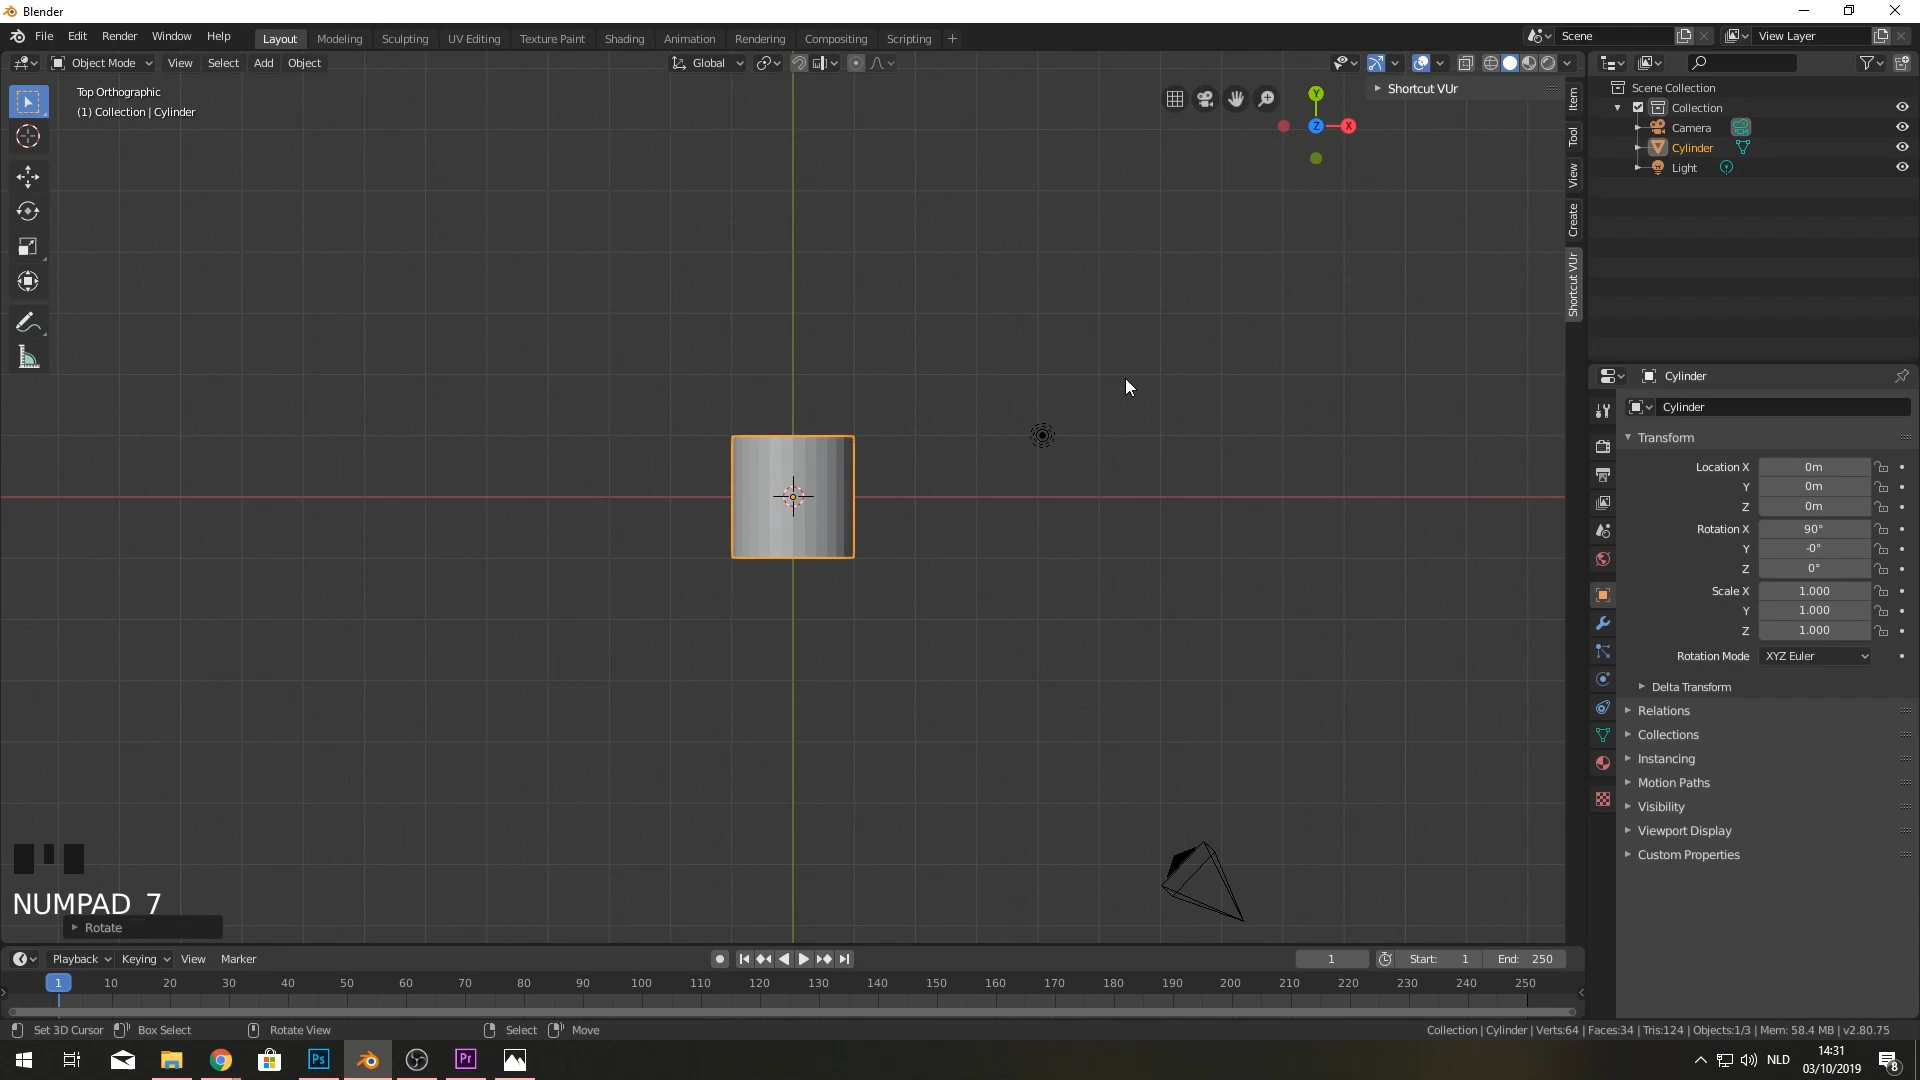 Blender
File Edit Render Window Help
Layout Modeling Sculpting UV Editing Texture Paint Shading Animation Rendering Compositing Scripting +
Scene View Layer
Object Mode View Select Add Object
Global
Top Orthographic
(1) Collection | Cylinder
Y
Z
X
Shortcut VUr
Item
Tool
View
Create
Shortcut VUr
Scene Collection
Collection
Camera
Cylinder
Light
Cylinder
Cylinder
Transform
Location X 0m
Y 0m
Z 0m
Rotation X 90°
Y -0°
Z 0°
Scale X 1.000
Y 1.000
Z 1.000
Rotation Mode XYZ Euler
Delta Transform
Relations
Collections
Instancing
Motion Paths
Visibility
Viewport Display
Custom Properties
NUMPAD 7
Rotate
Playback Keying View Marker
1 Start: 1 End: 250
1 10 20 30 40 50 60 70 80 90 100 110 120 130 140 150 160 170 180 190 200 210 220 230 240 250
Set 3D Cursor Box Select Rotate View Select Move
Collection | Cylinder | Verts:64 | Faces:34 | Tris:124 | Objects:1/3 | Mem: 58.4 MB | v2.80.75
Ps
Pr
NLD
14:31
03/10/2019
8